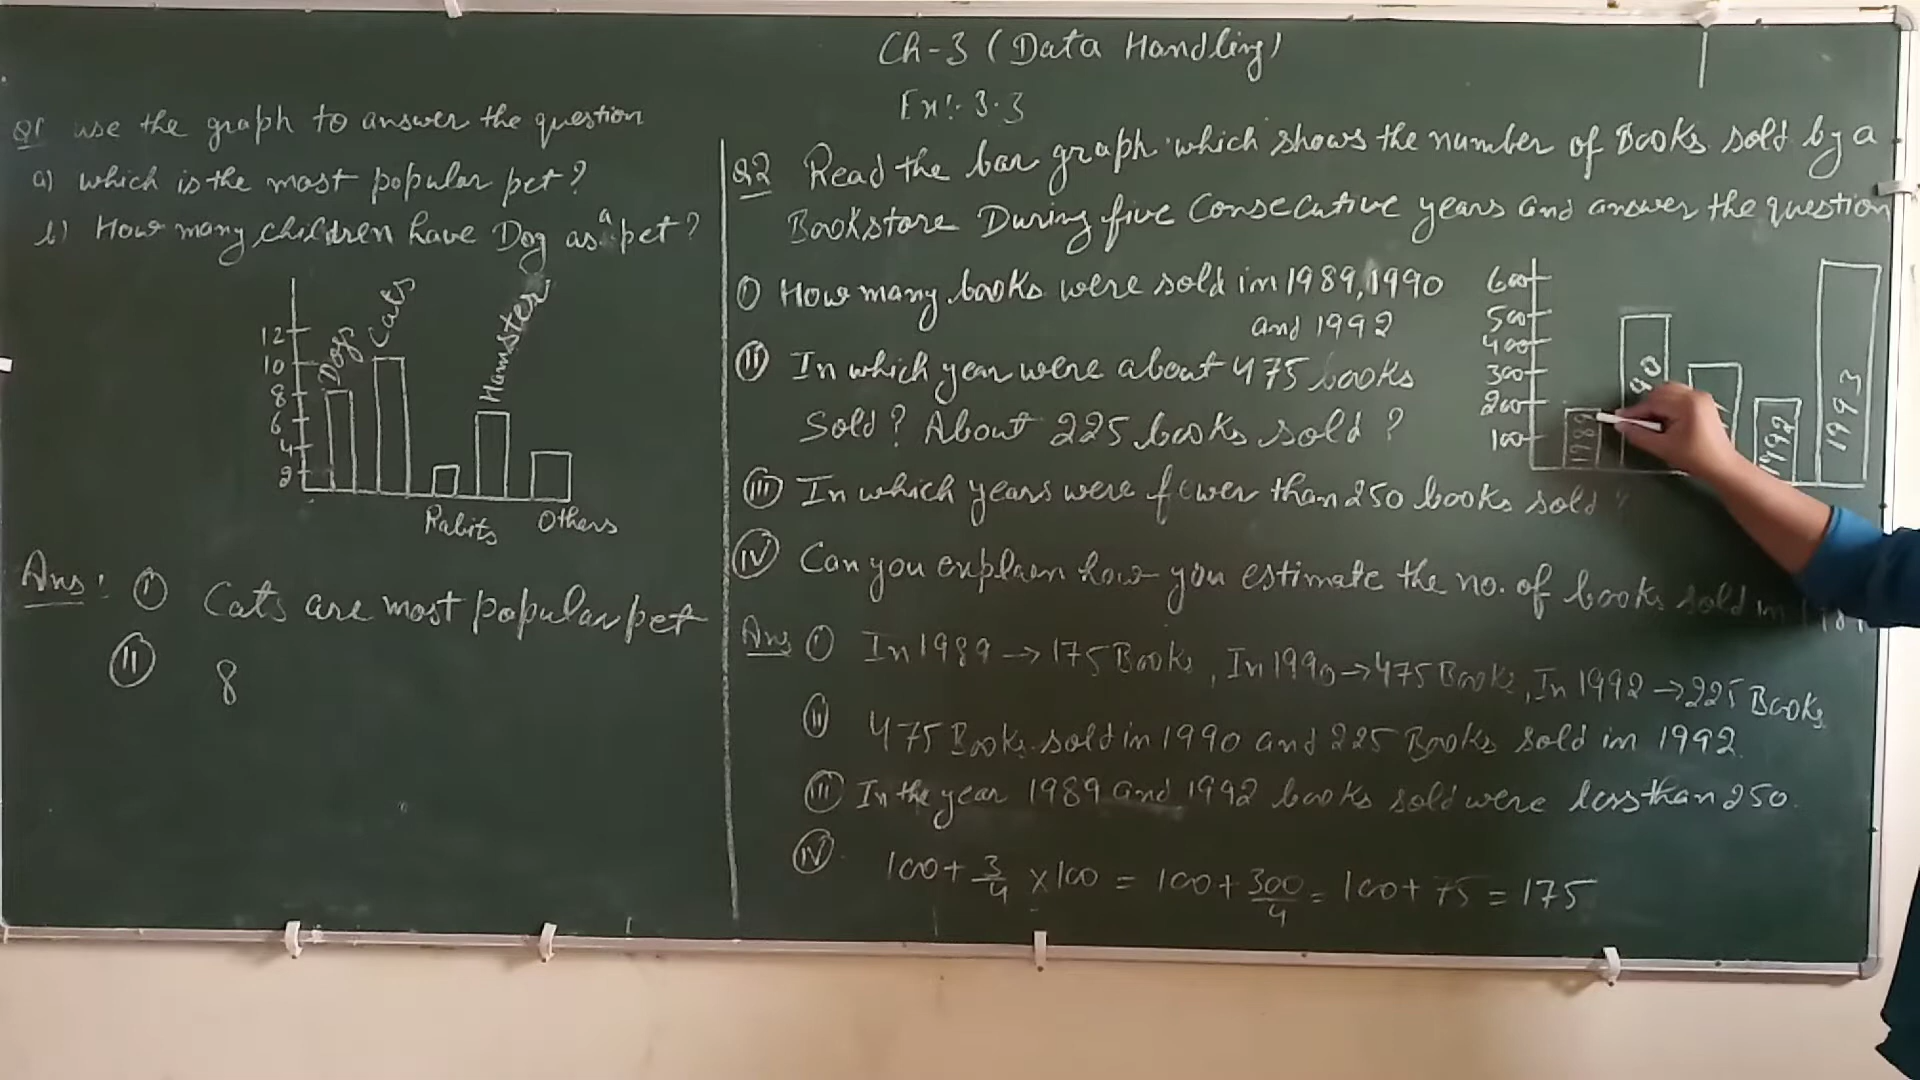 Ch-3 (Data Handling)
Ex:- 3.3
Q1 use the graph to answer the question
a) which is the most popular pet?
b) How many children have Dog as a pet?
12
10
8
6
4
2
Dogs
Cats
Hamster
Rabits
Others
Ans: (i) Cats are most popular pet
(ii) 8
Q2 Read the bar graph which shows the number of Books sold by a
Bookstore During five Consecutive years and answer the question
(i) How many books were sold in 1989, 1990
and 1992
(ii) In which year were about 475 books
Sold? About 225 books sold?
(iii) In which years were fewer than 250 books sold?
(iv) Can you explain how you estimate the no. of books sold in
600
500
400
300
200
100
1989
90
1992
1993
Ans (i) In 1989 → 175 Books, In 1990 → 475 Books, In 1992 → 225 Books
(ii) 475 Books sold in 1990 and 225 Books sold in 1992.
(iii) In the year 1989 and 1992 books sold were less than 250.
(iv) 100 + 3/4 × 100 = 100 + 300/4 = 100 + 75 = 175